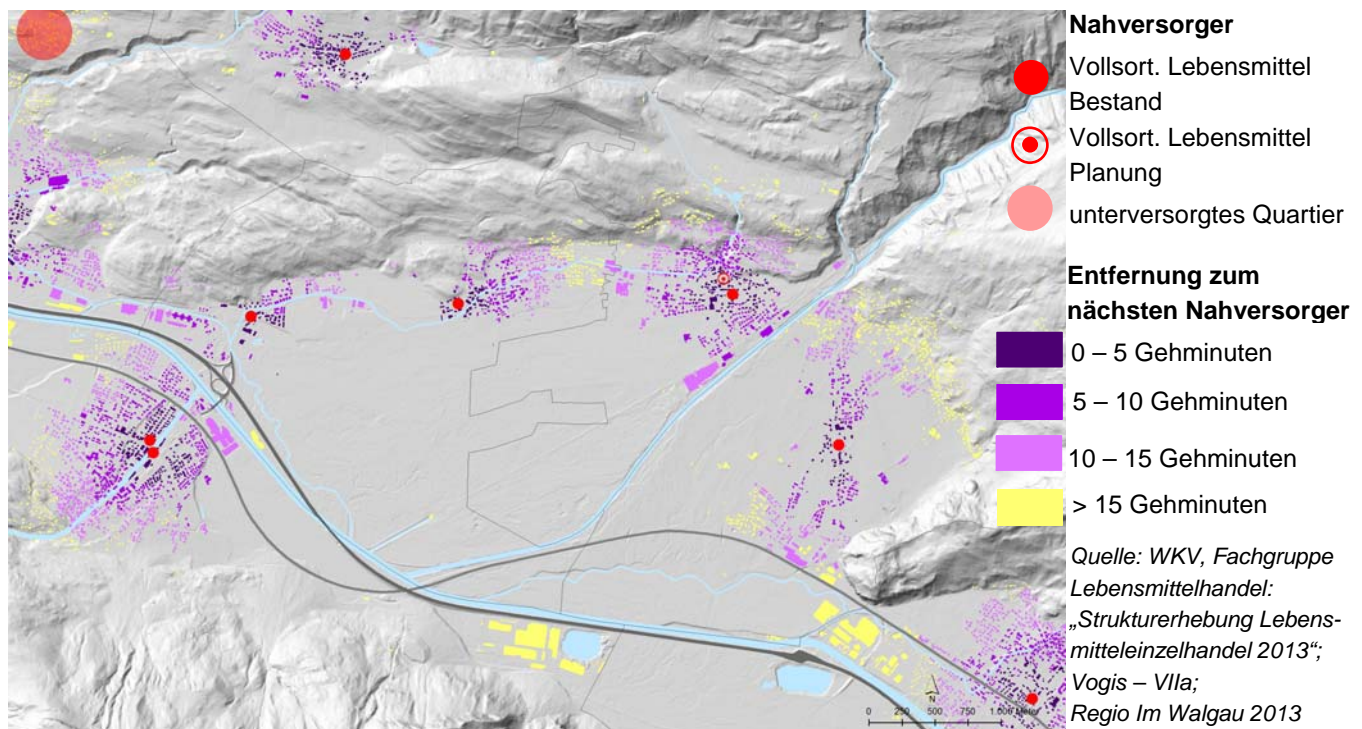 Nahversorger
Vollsort. Lebensmittel
Bestand
Vollsort. Lebensmittel
Planung
unterversorgtes Quartier
Entfernung zum
nächsten Nahversorger
0 – 5 Gehminuten
5 – 10 Gehminuten
10 – 15 Gehminuten
> 15 Gehminuten
Quelle: WKV, Fachgruppe
Lebensmittelhandel:
„Strukturerhebung Lebens-
mitteleinzelhandel 2013“;
Vogis – VIIa;
Regio Im Walgau 2013
N
0 250 500 750 1.000 Meter